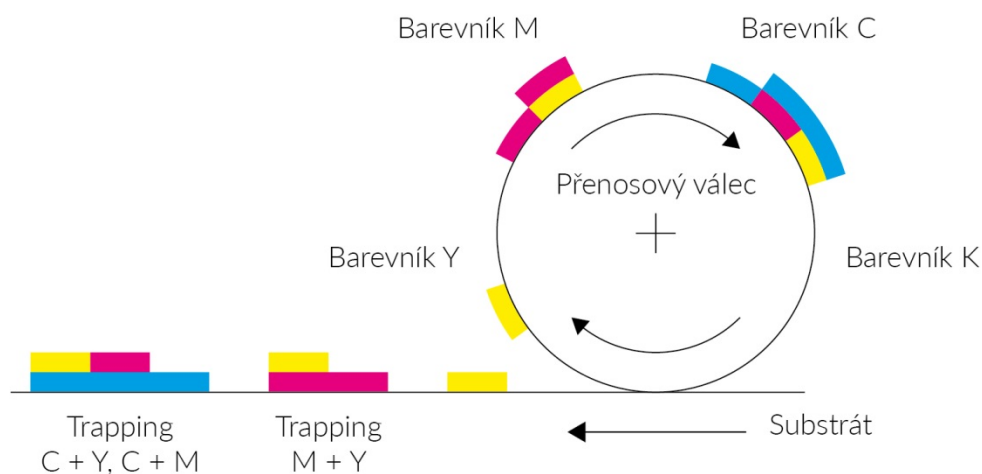 Barevník M
Barevník C
Přenosový válec
Barevník Y
Barevník K
Substrát
Trapping
C + Y, C + M
Trapping
M + Y